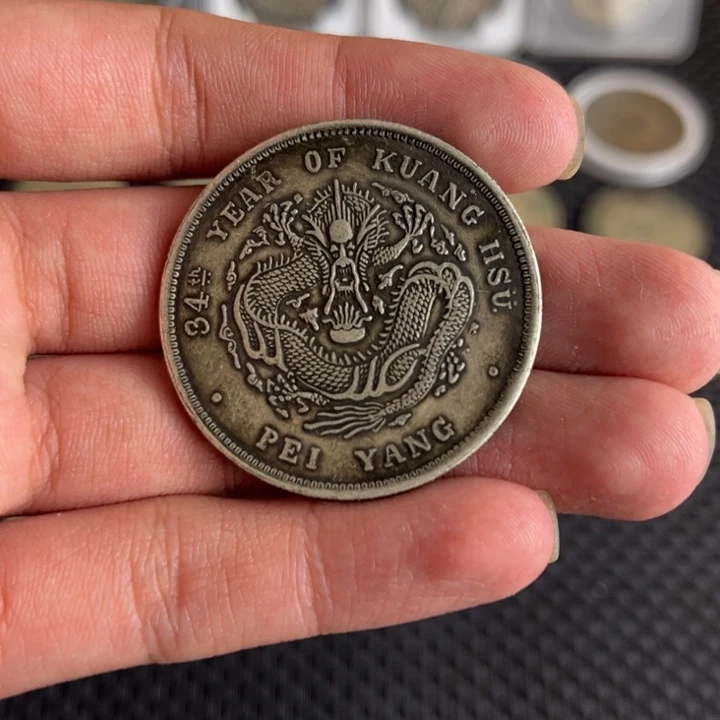 34th YEAR OF KUANG HSÜ.
PEI YANG